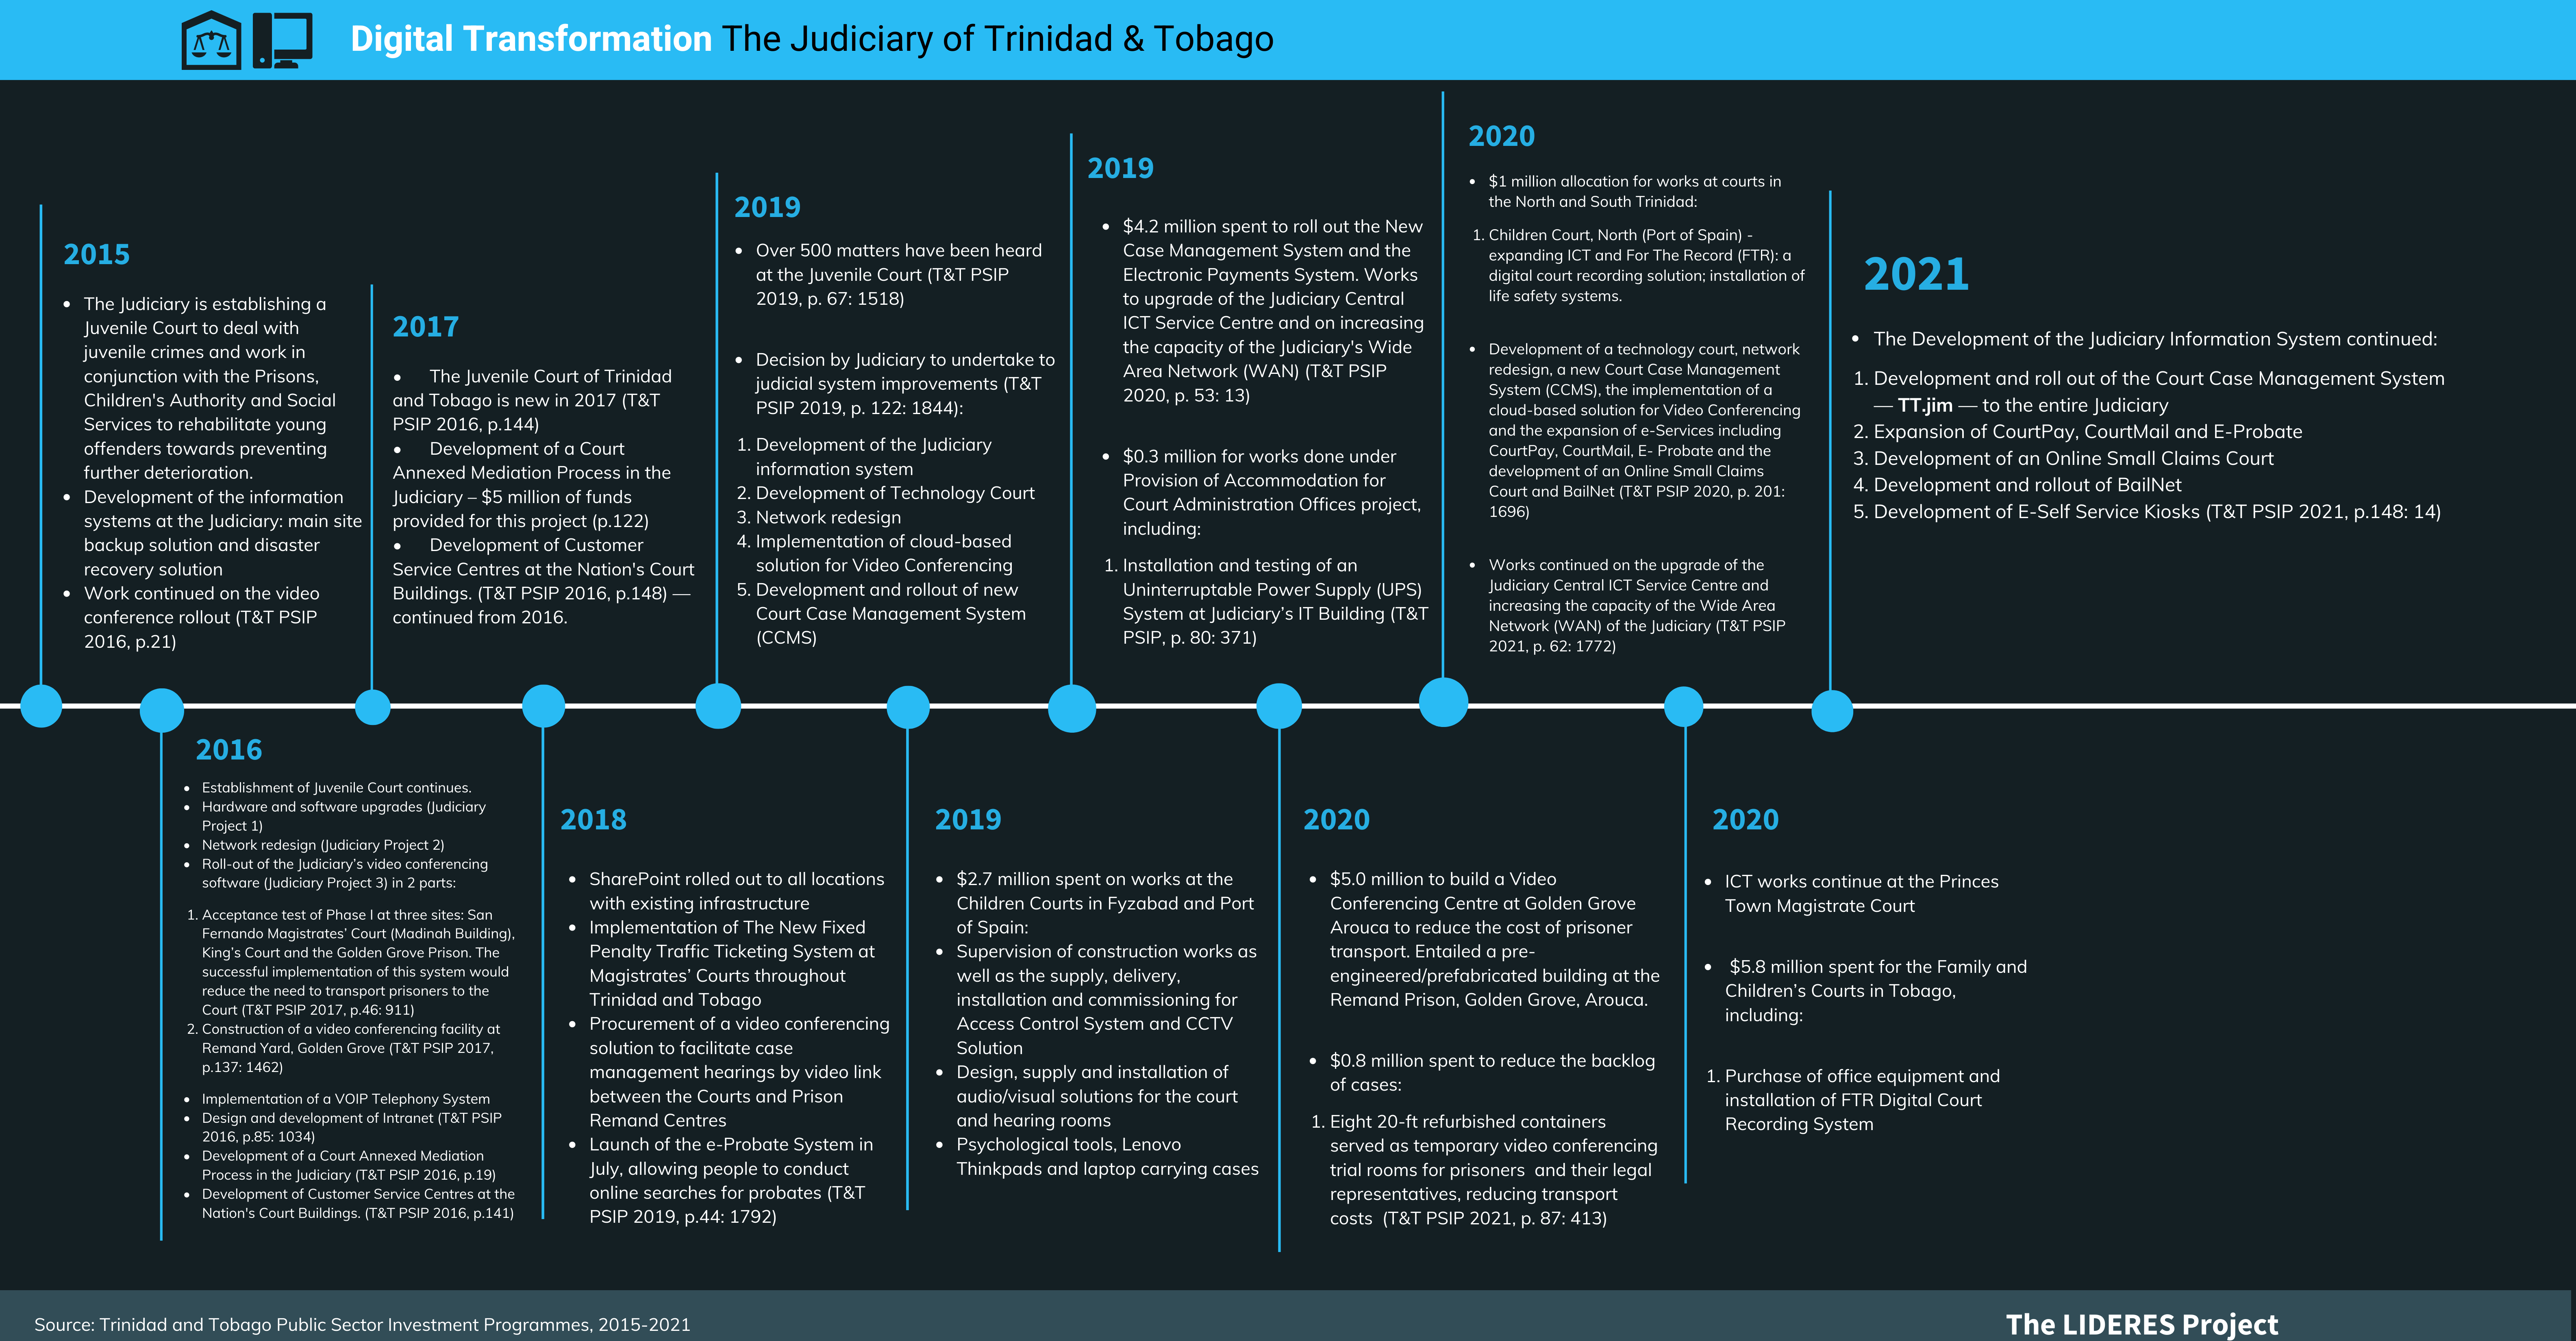 Digital Transformation The Judiciary of Trinidad & Tobago
2015
• The Judiciary is establishing a
Juvenile Court to deal with
juvenile crimes and work in
conjunction with the Prisons,
Children's Authority and Social
Services to rehabilitate young
offenders towards preventing
further deterioration.
• Development of the information
systems at the Judiciary: main site
backup solution and disaster
recovery solution
• Work continued on the video
conference rollout (T&T PSIP
2016, p.21)
2016
• Establishment of Juvenile Court continues.
• Hardware and software upgrades (Judiciary
Project 1)
• Network redesign (Judiciary Project 2)
• Roll-out of the Judiciary's video conferencing
software (Judiciary Project 3) in 2 parts:
1. Acceptance test of Phase I at three sites: San
Fernando Magistrates' Court (Madinah Building),
King's Court and the Golden Grove Prison. The
successful implementation of this system would
reduce the need to transport prisoners to the
Court (T&T PSIP 2017, p.46: 911)
2. Construction of a video conferencing facility at
Remand Yard, Golden Grove (T&T PSIP 2017,
p.137: 1462)
• Implementation of a VOIP Telephony System
• Design and development of Intranet (T&T PSIP
2016, p.85: 1034)
• Development of a Court Annexed Mediation
Process in the Judiciary (T&T PSIP 2016, p.19)
• Development of Customer Service Centres at the
Nation's Court Buildings. (T&T PSIP 2016, p.141)
2017
• The Juvenile Court of Trinidad
and Tobago is new in 2017 (T&T
PSIP 2016, p.144)
• Development of a Court
Annexed Mediation Process in the
Judiciary – $5 million of funds
provided for this project (p.122)
• Development of Customer
Service Centres at the Nation's Court
Buildings. (T&T PSIP 2016, p.148) —
continued from 2016.
2018
• SharePoint rolled out to all locations
with existing infrastructure
• Implementation of The New Fixed
Penalty Traffic Ticketing System at
Magistrates' Courts throughout
Trinidad and Tobago
• Procurement of a video conferencing
solution to facilitate case
management hearings by video link
between the Courts and Prison
Remand Centres
• Launch of the e-Probate System in
July, allowing people to conduct
online searches for probates (T&T
PSIP 2019, p.44: 1792)
2019
• Over 500 matters have been heard
at the Juvenile Court (T&T PSIP
2019, p. 67: 1518)
• Decision by Judiciary to undertake to
judicial system improvements (T&T
PSIP 2019, p. 122: 1844):
1. Development of the Judiciary
information system
2. Development of Technology Court
3. Network redesign
4. Implementation of cloud-based
solution for Video Conferencing
5. Development and rollout of new
Court Case Management System
(CCMS)
2019
• $2.7 million spent on works at the
Children Courts in Fyzabad and Port
of Spain:
• Supervision of construction works as
well as the supply, delivery,
installation and commissioning for
Access Control System and CCTV
Solution
• Design, supply and installation of
audio/visual solutions for the court
and hearing rooms
• Psychological tools, Lenovo
Thinkpads and laptop carrying cases
2019
• $4.2 million spent to roll out the New
Case Management System and the
Electronic Payments System. Works
to upgrade of the Judiciary Central
ICT Service Centre and on increasing
the capacity of the Judiciary's Wide
Area Network (WAN) (T&T PSIP
2020, p. 53: 13)
• $0.3 million for works done under
Provision of Accommodation for
Court Administration Offices project,
including:
1. Installation and testing of an
Uninterruptable Power Supply (UPS)
System at Judiciary's IT Building (T&T
PSIP, p. 80: 371)
2020
• $5.0 million to build a Video
Conferencing Centre at Golden Grove
Arouca to reduce the cost of prisoner
transport. Entailed a pre-
engineered/prefabricated building at the
Remand Prison, Golden Grove, Arouca.
• $0.8 million spent to reduce the backlog
of cases:
1. Eight 20-ft refurbished containers
served as temporary video conferencing
trial rooms for prisoners and their legal
representatives, reducing transport
costs (T&T PSIP 2021, p. 87: 413)
2020
• $1 million allocation for works at courts in
the North and South Trinidad:
1. Children Court, North (Port of Spain) -
expanding ICT and For The Record (FTR): a
digital court recording solution; installation of
life safety systems.
• Development of a technology court, network
redesign, a new Court Case Management
System (CCMS), the implementation of a
cloud-based solution for Video Conferencing
and the expansion of e-Services including
CourtPay, CourtMail, E- Probate and the
development of an Online Small Claims
Court and BailNet (T&T PSIP 2020, p. 201:
1696)
• Works continued on the upgrade of the
Judiciary Central ICT Service Centre and
increasing the capacity of the Wide Area
Network (WAN) of the Judiciary (T&T PSIP
2021, p. 62: 1772)
2020
• ICT works continue at the Princes
Town Magistrate Court
• $5.8 million spent for the Family and
Children's Courts in Tobago,
including:
1. Purchase of office equipment and
installation of FTR Digital Court
Recording System
2021
• The Development of the Judiciary Information System continued:
1. Development and roll out of the Court Case Management System
— TT.jim — to the entire Judiciary
2. Expansion of CourtPay, CourtMail and E-Probate
3. Development of an Online Small Claims Court
4. Development and rollout of BailNet
5. Development of E-Self Service Kiosks (T&T PSIP 2021, p.148: 14)
Source: Trinidad and Tobago Public Sector Investment Programmes, 2015-2021
The LIDERES Project